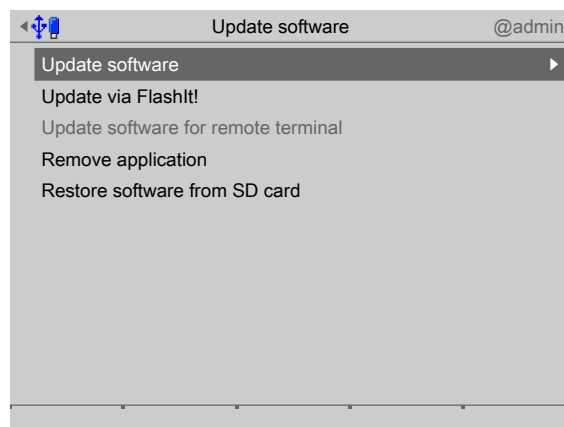 Update software @admin
Update software
Update via FlashIt!
Update software for remote terminal
Remove application
Restore software from SD card